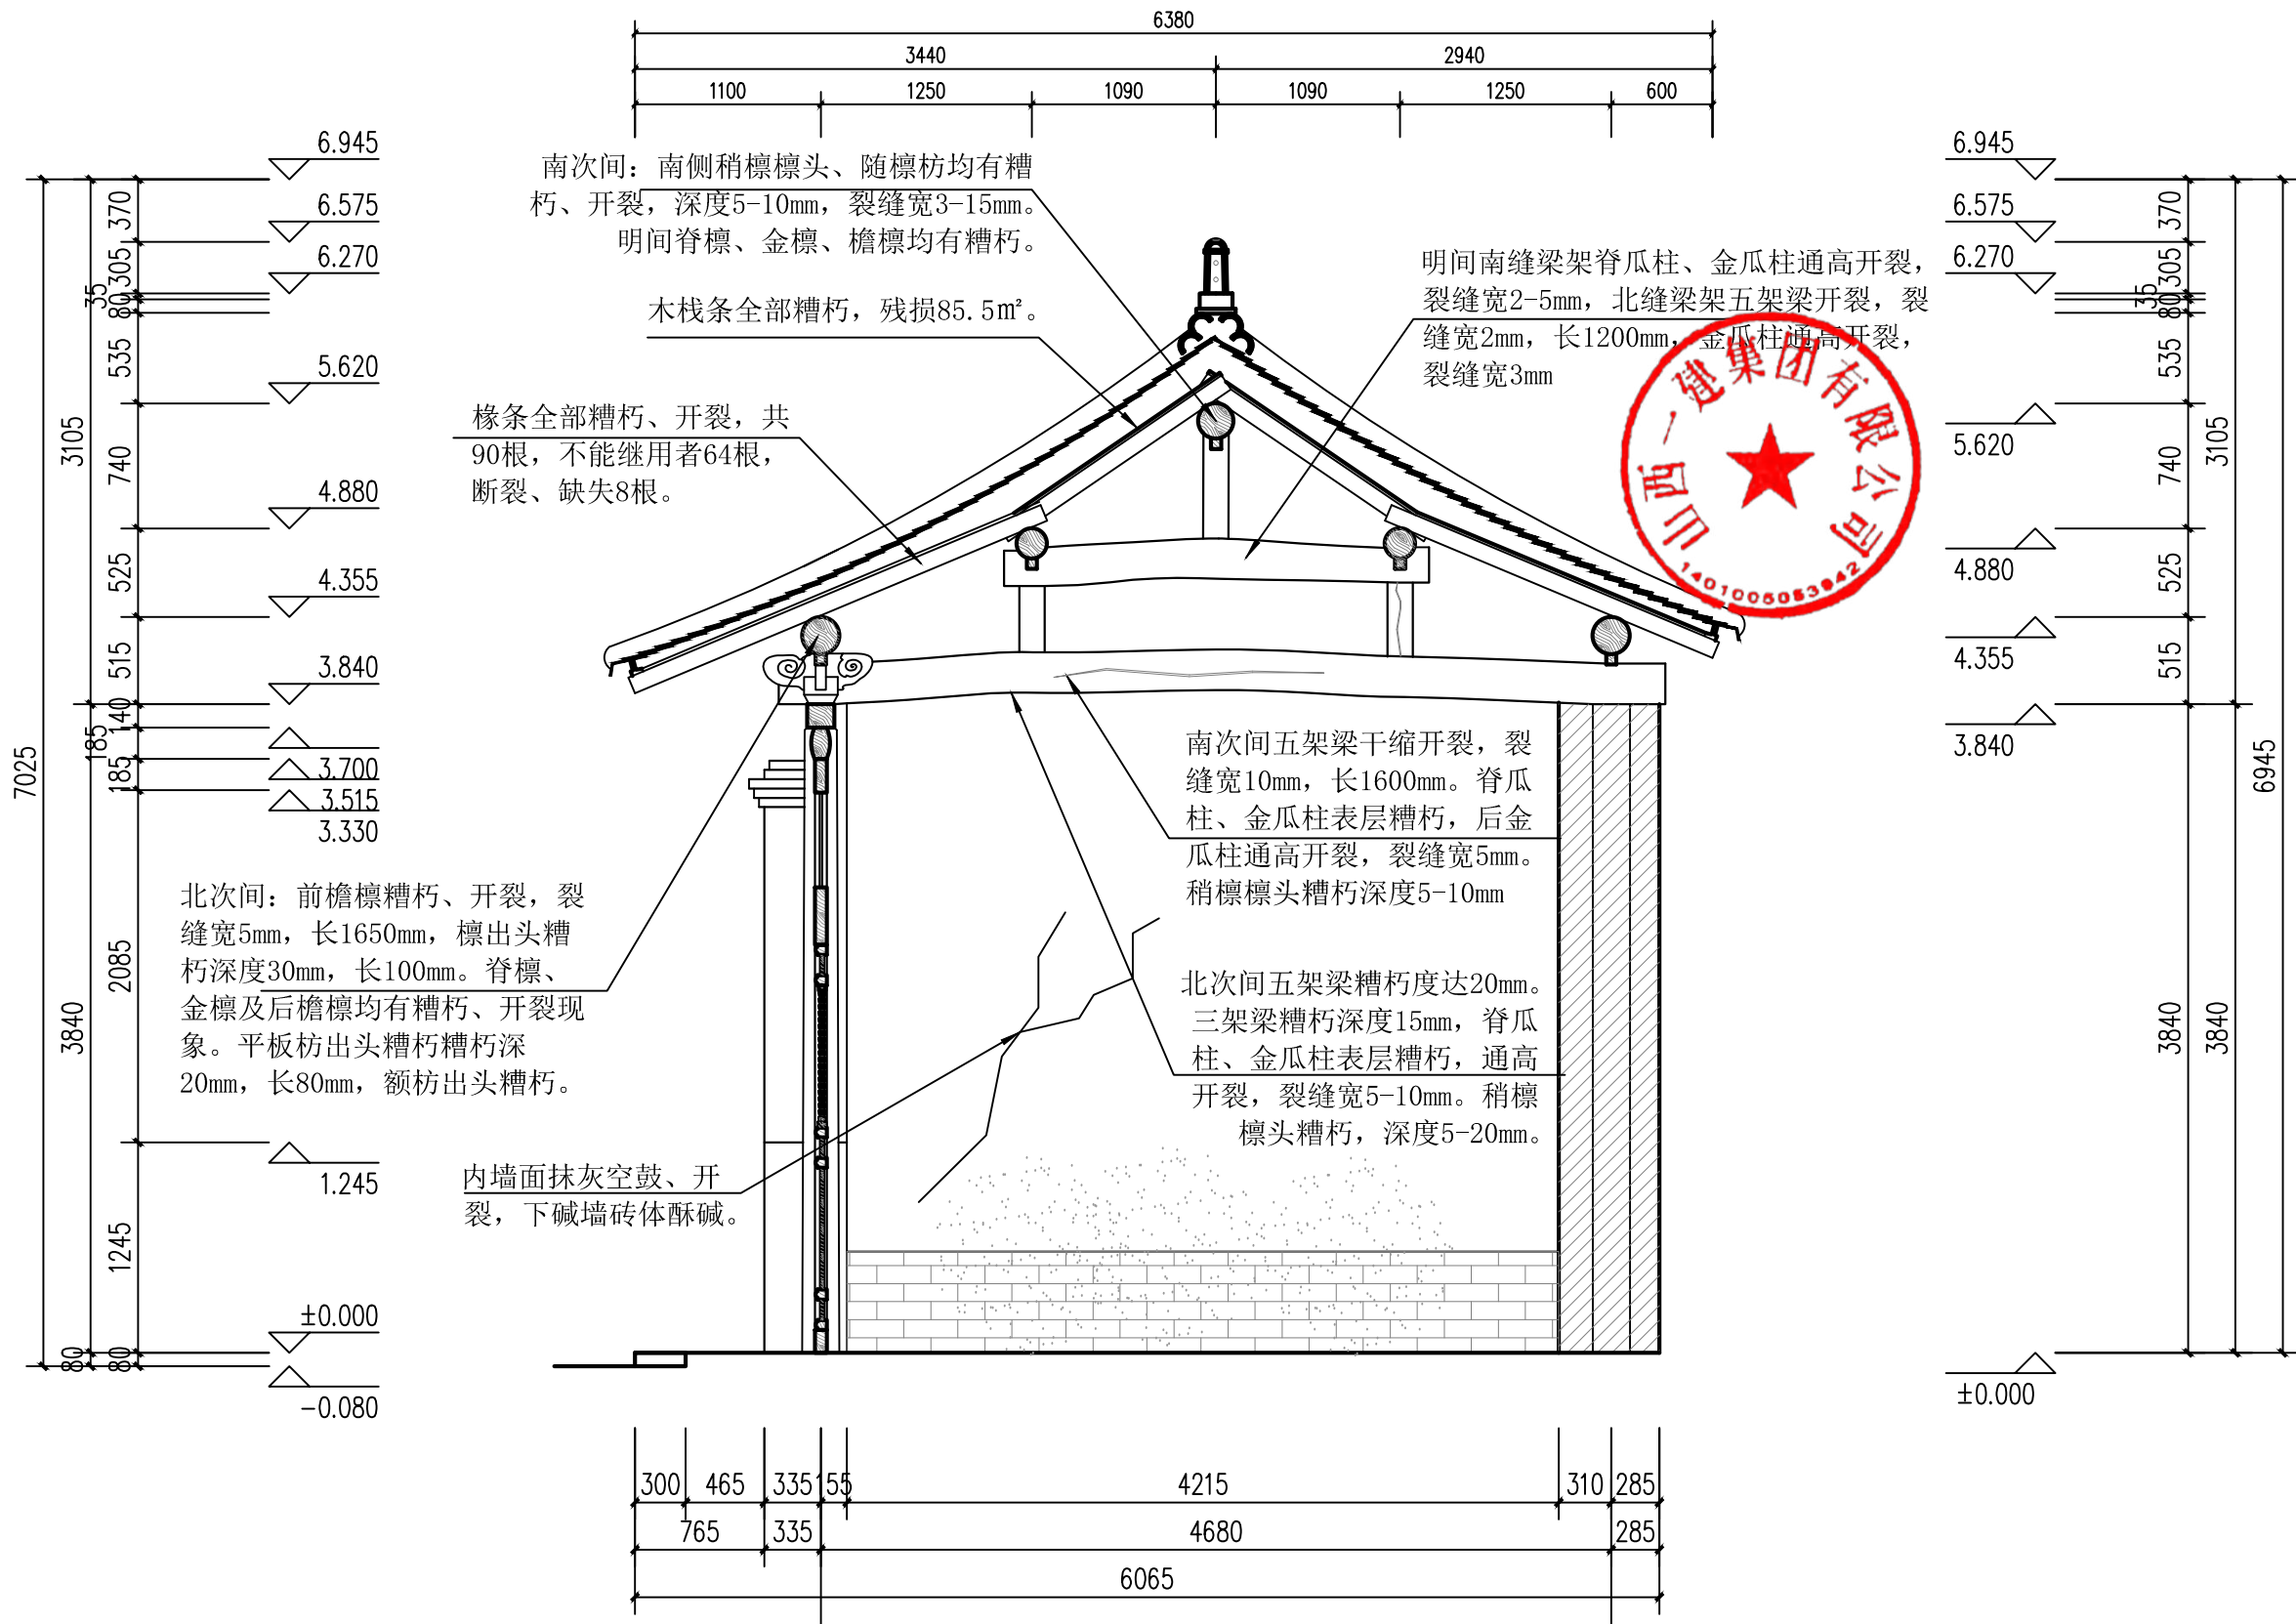 6380
3440
2940
1100
1250
1090
1090
1250
600
南次间：南侧稍檩檩头、随檩枋均有糟
朽、开裂，深度5-10mm，裂缝宽3-15mm。
明间脊檩、金檩、檐檩均有糟朽。
木栈条全部糟朽，残损85.5㎡。
椽条全部糟朽、开裂，共
90根，不能继用者64根，
断裂、缺失8根。
明间南缝梁架脊瓜柱、金瓜柱通高开裂，
裂缝宽2-5mm，北缝梁架五架梁开裂，裂
缝宽2mm，长1200mm，金瓜柱通高开裂，
裂缝宽3mm
山西一建集团有限公司
南次间五架梁干缩开裂，裂
缝宽10mm，长1600mm。脊瓜
柱、金瓜柱表层糟朽，后金
瓜柱通高开裂，裂缝宽5mm。
稍檩檩头糟朽深度5-10mm
北次间：前檐檩糟朽、开裂，裂
缝宽5mm，长1650mm，檩出头糟
朽深度30mm，长100mm。脊檩、
金檩及后檐檩均有糟朽、开裂现
象。平板枋出头糟朽糟朽深
20mm，长80mm，额枋出头糟朽。
北次间五架梁糟朽度达20mm。
三架梁糟朽深度15mm，脊瓜
柱、金瓜柱表层糟朽，通高
开裂，裂缝宽5-10mm。稍檩
檩头糟朽，深度5-20mm。
内墙面抹灰空鼓、开
裂，下碱墙砖体酥碱。
6.945
6.575
6.270
5.620
4.880
4.355
3.840
3.700
3.515
3.330
1.245
±0.000
-0.080
370
305
35
80
535
740
525
515
140
185
185
2085
1245
80
3105
3840
80
7025
6.945
6.575
6.270
5.620
4.880
4.355
3.840
±0.000
370
305
35
80
535
740
525
515
3840
3105
3840
6945
300
465
335
155
4215
310
285
765
335
4680
285
6065